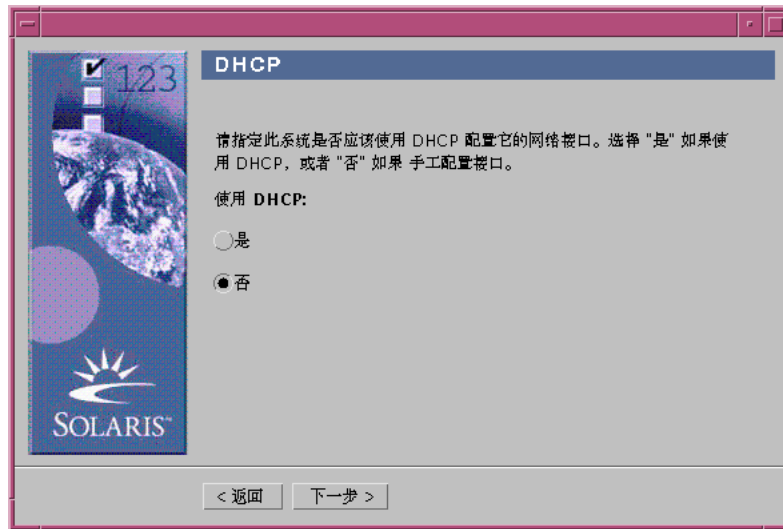 123
DHCP
请指定此系统是否应该使用 DHCP 配置它的网络接口。选择 "是" 如果使
用 DHCP，或者 "否" 如果 手工配置接口。
使用 DHCP:
是
否
SOLARIS™
< 返回
下一步 >